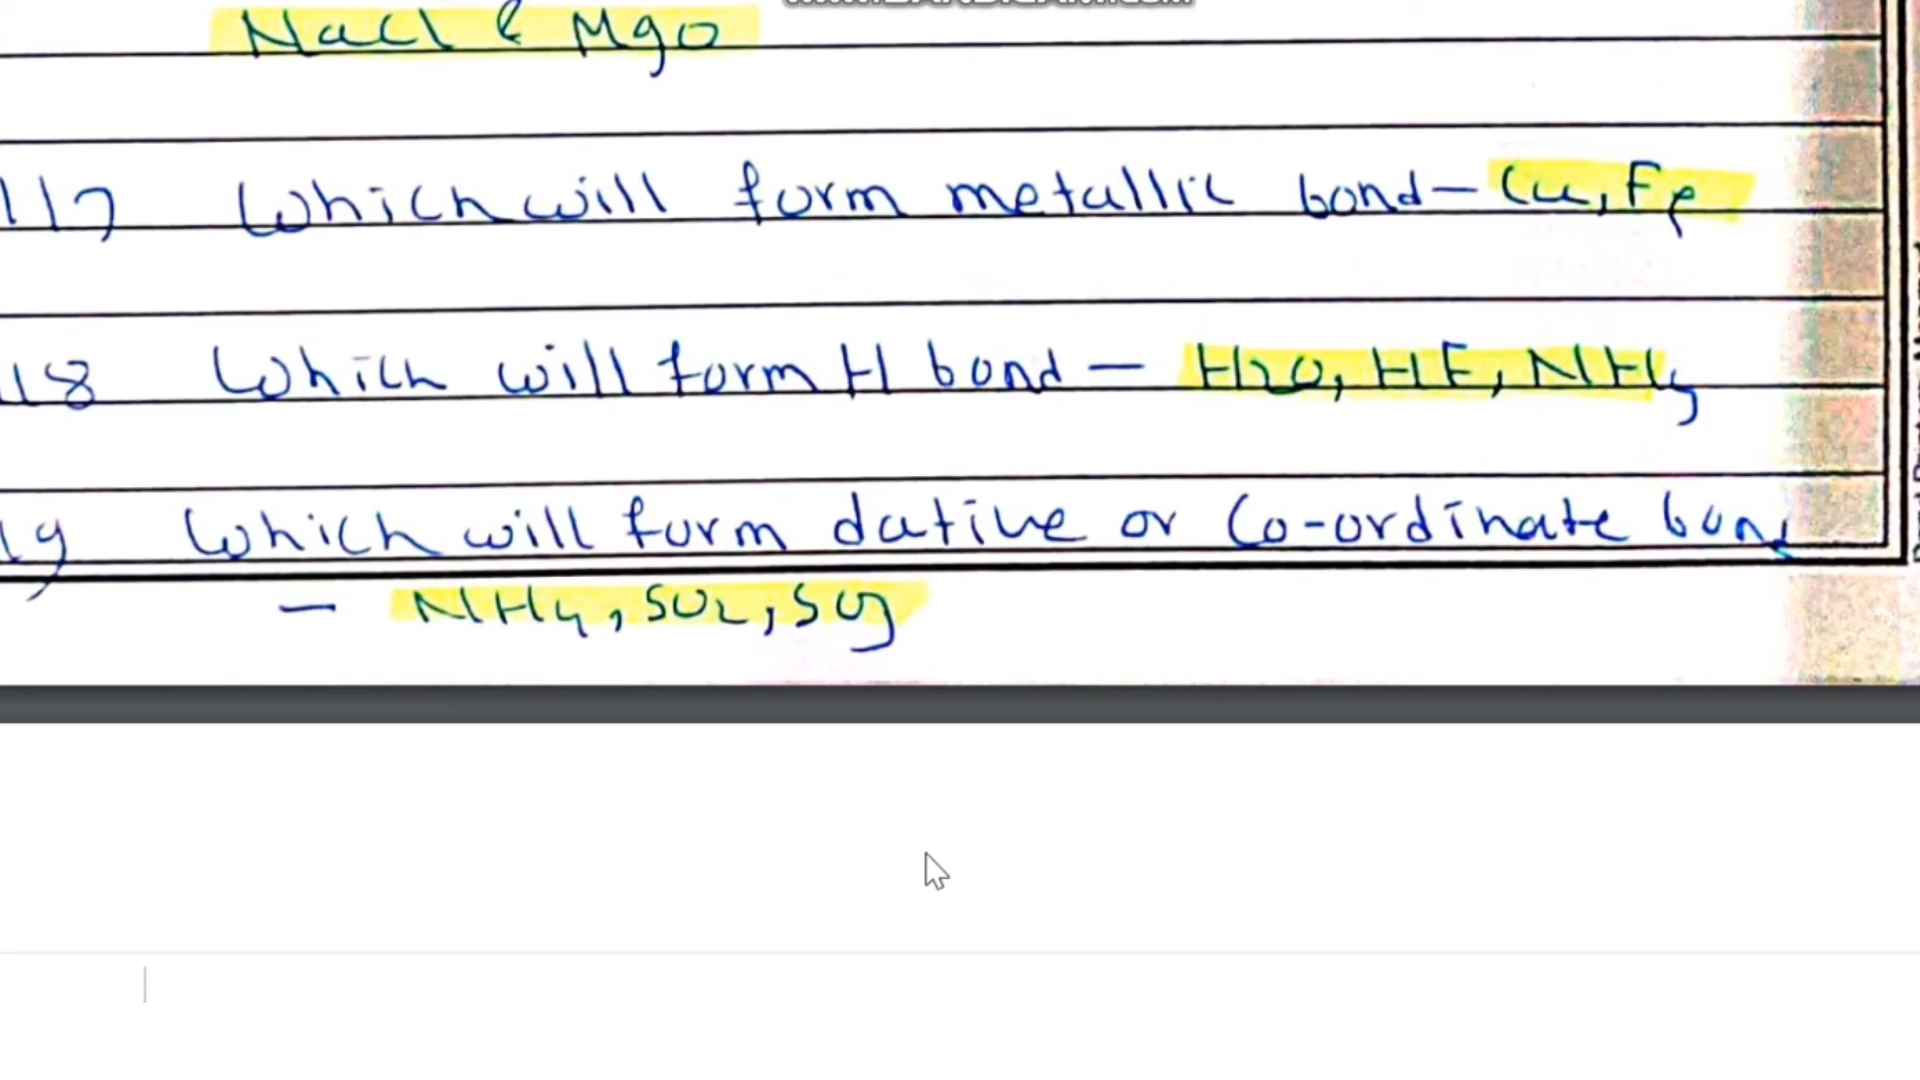 NaCl & MgO
117 Which will form metallic bond - Cu, Fe
118 Which will form H bond - H2O, HF, NH3
19 Which will form dative or Co-ordinate bond
- NH4, SO2, SO3